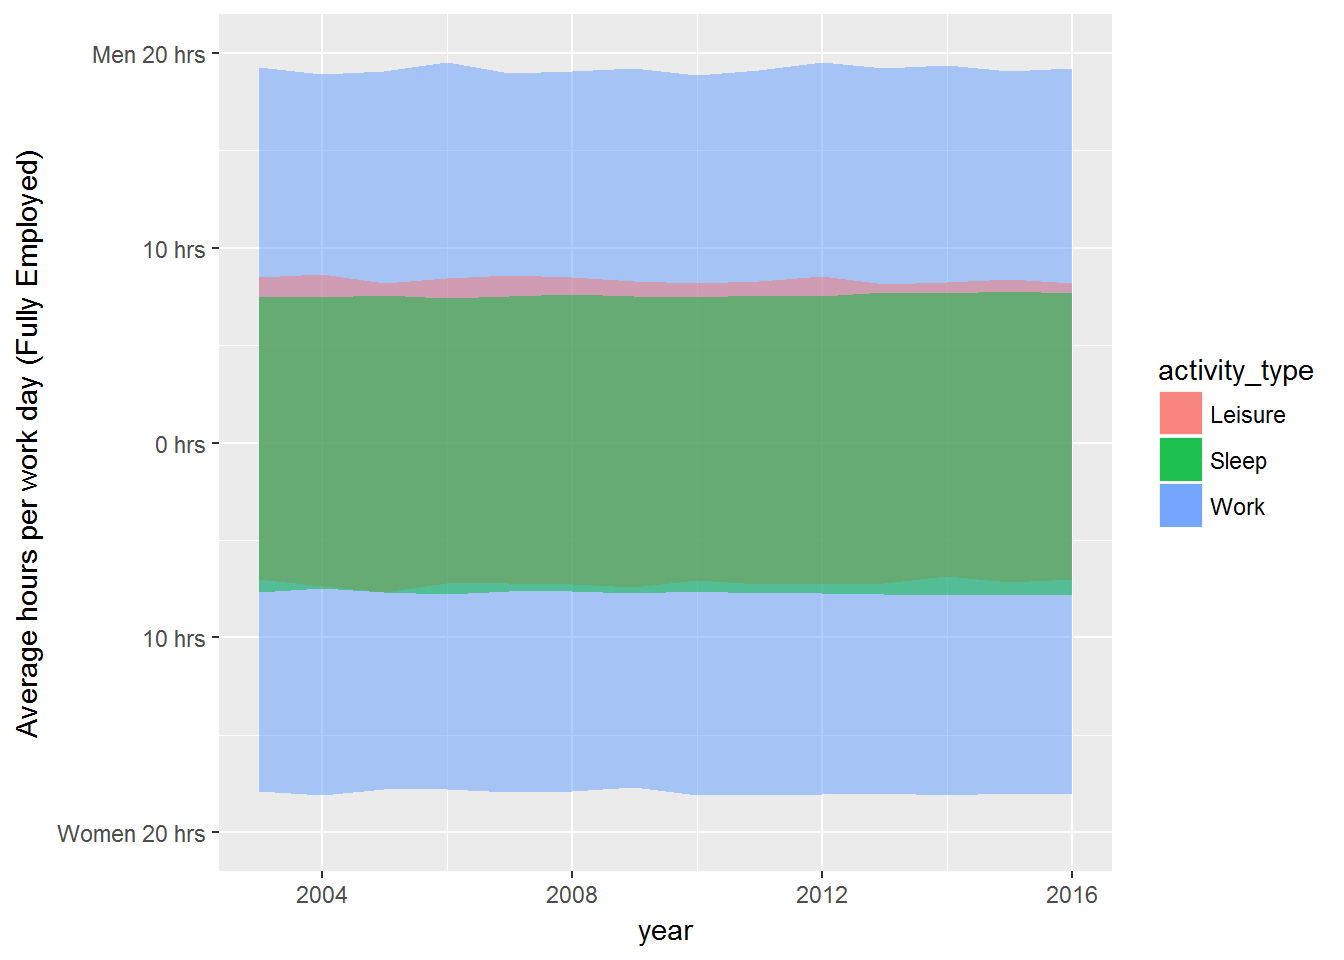 Average hours per work day (Fully Employed)
Men 20 hrs
10 hrs
0 hrs
10 hrs
Women 20 hrs
2004
2008
2012
2016
year
activity_type
Leisure
Sleep
Work